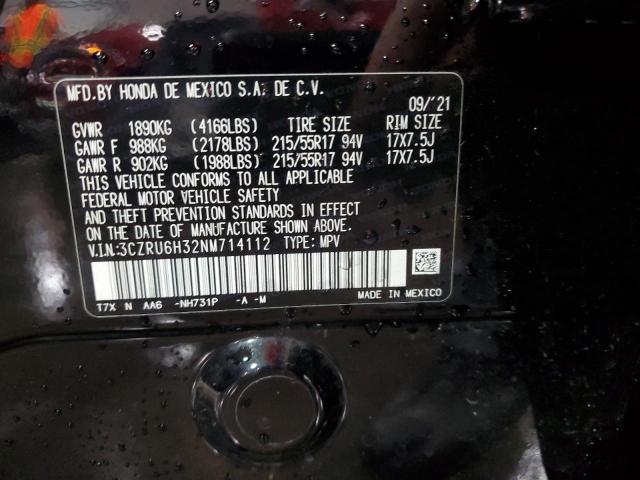 MFD.BY HONDA DE MEXICO S.A. DE C.V.
09/'21
GVWR 1890KG (4166LBS) TIRE SIZE RIM SIZE
GAWR F 988KG (2178LBS) 215/55R17 94V 17X7.5J
GAWR R 902KG (1988LBS) 215/55R17 94V 17X7.5J
THIS VEHICLE CONFORMS TO ALL APPLICABLE
FEDERAL MOTOR VEHICLE SAFETY
AND THEFT PREVENTION STANDARDS IN EFFECT
ON THE DATE OF MANUFACTURE SHOWN ABOVE.
V.I.N:3CZRU6H32NM714112 TYPE: MPV
T7X N AA6 -NH731P -A -M
MADE IN MEXICO